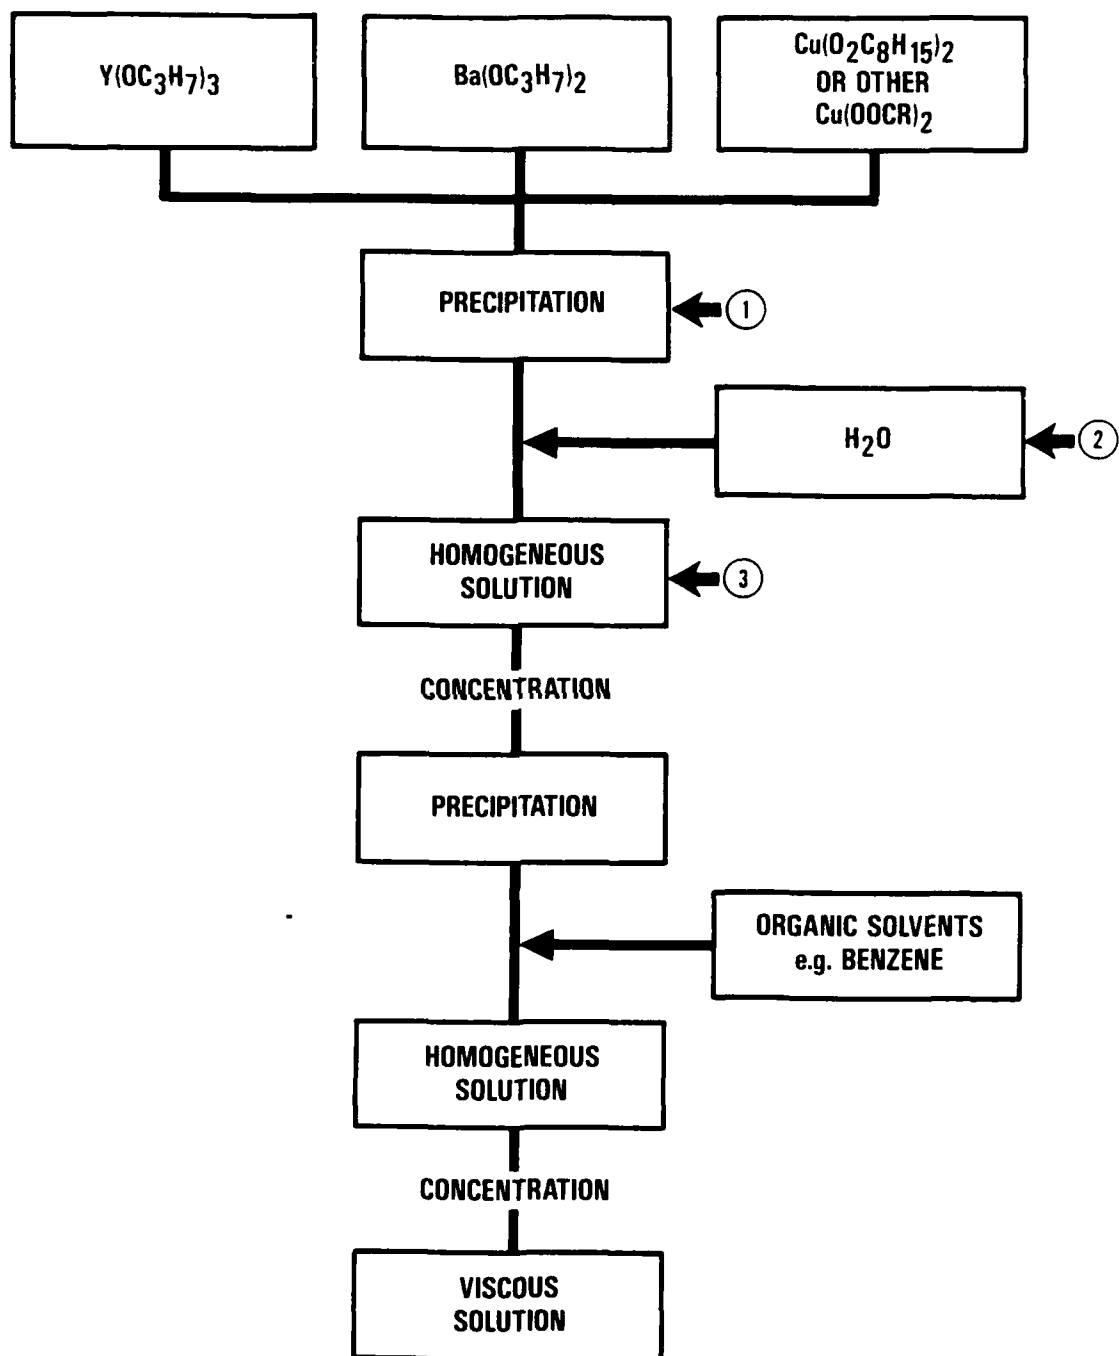 Y(OC3H7)3
Ba(OC3H7)2
Cu(O2C8H15)2
OR OTHER
Cu(OOCR)2
PRECIPITATION
1
H2O
2
HOMOGENEOUS
SOLUTION
3
CONCENTRATION
PRECIPITATION
ORGANIC SOLVENTS
e.g. BENZENE
HOMOGENEOUS
SOLUTION
CONCENTRATION
VISCOUS
SOLUTION